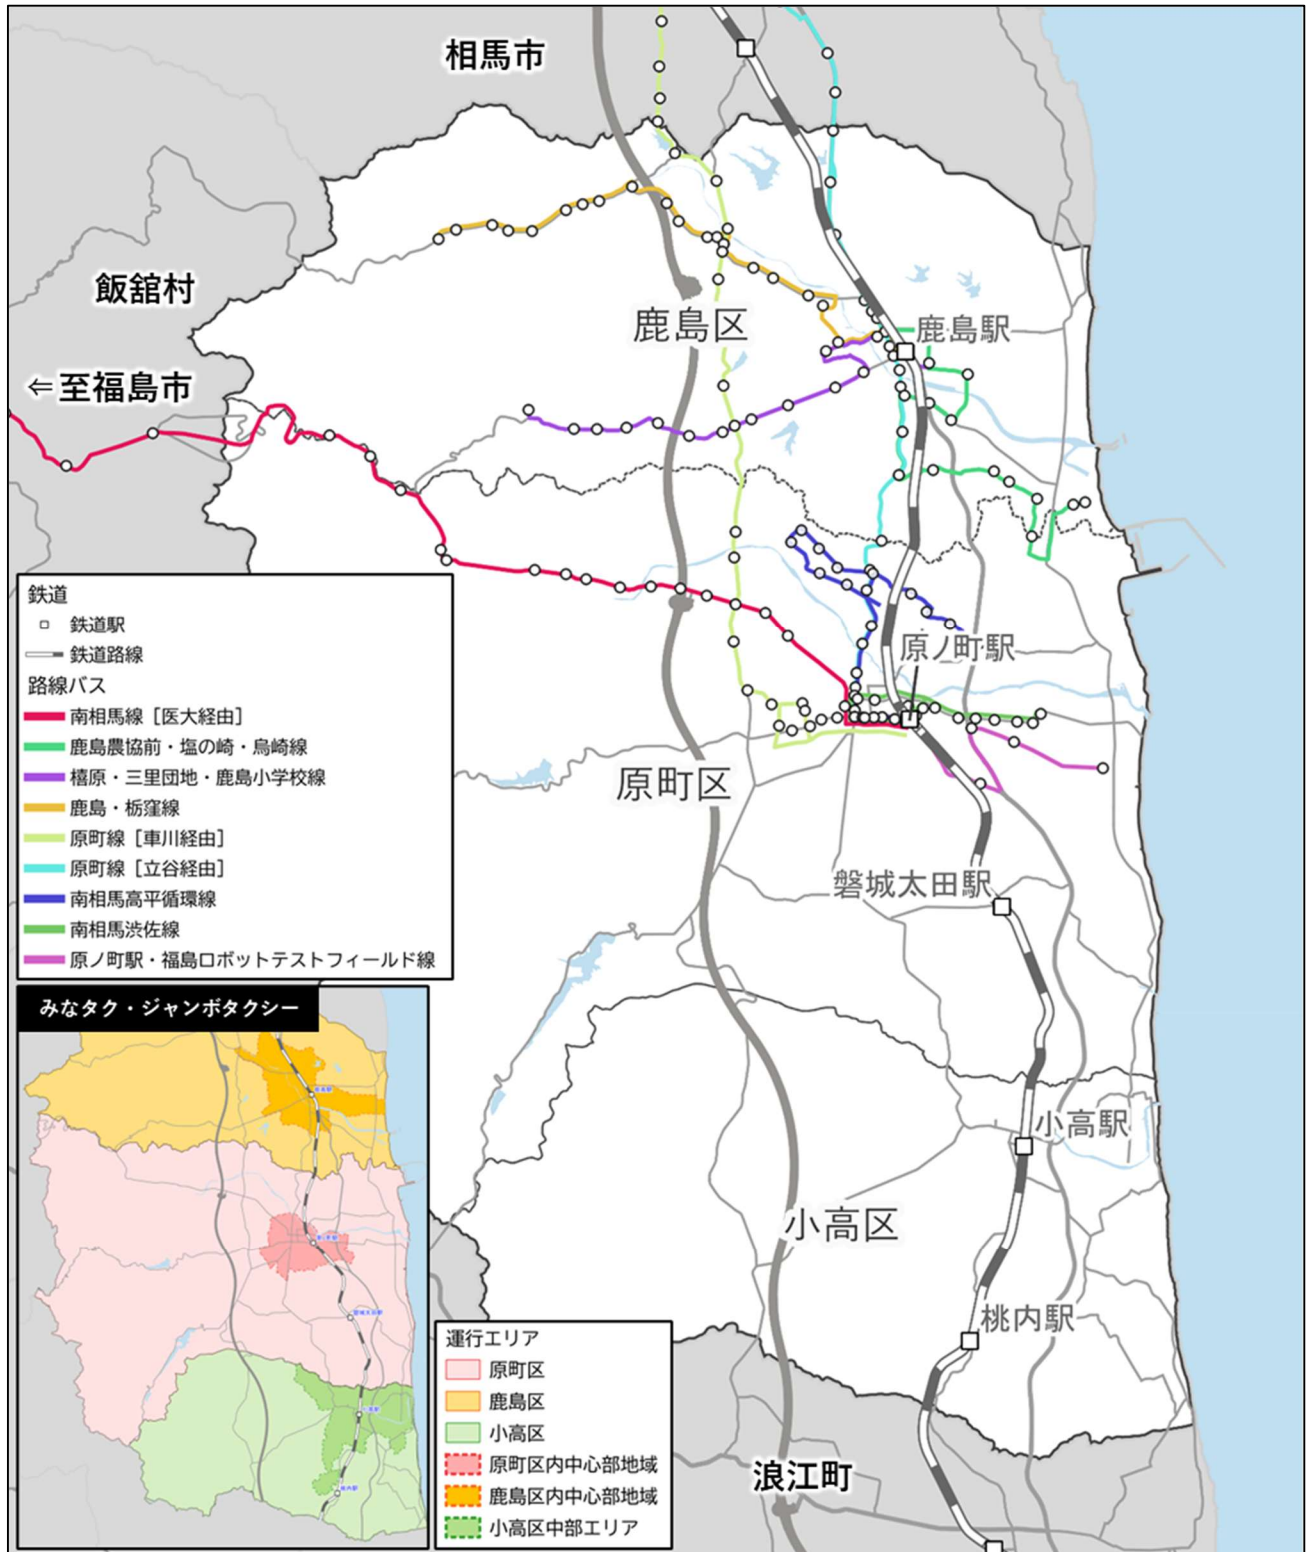 相馬市
飯舘村
鹿島区
鹿島駅
⇐至福島市
鉄道
鉄道駅
鉄道路線
路線バス
南相馬線［医大経由］
鹿島農協前・塩の崎・烏崎線
橲原・三里団地・鹿島小学校線
鹿島・栃窪線
原町線［車川経由］
原町線［立谷経由］
南相馬高平循環線
南相馬渋佐線
原ノ町駅・福島ロボットテストフィールド線
原ノ町駅
原町区
磐城太田駅
みなタク・ジャンボタクシー
小高駅
小高区
桃内駅
運行エリア
原町区
鹿島区
小高区
原町区内中心部地域
鹿島区内中心部地域
小高区中部エリア
浪江町